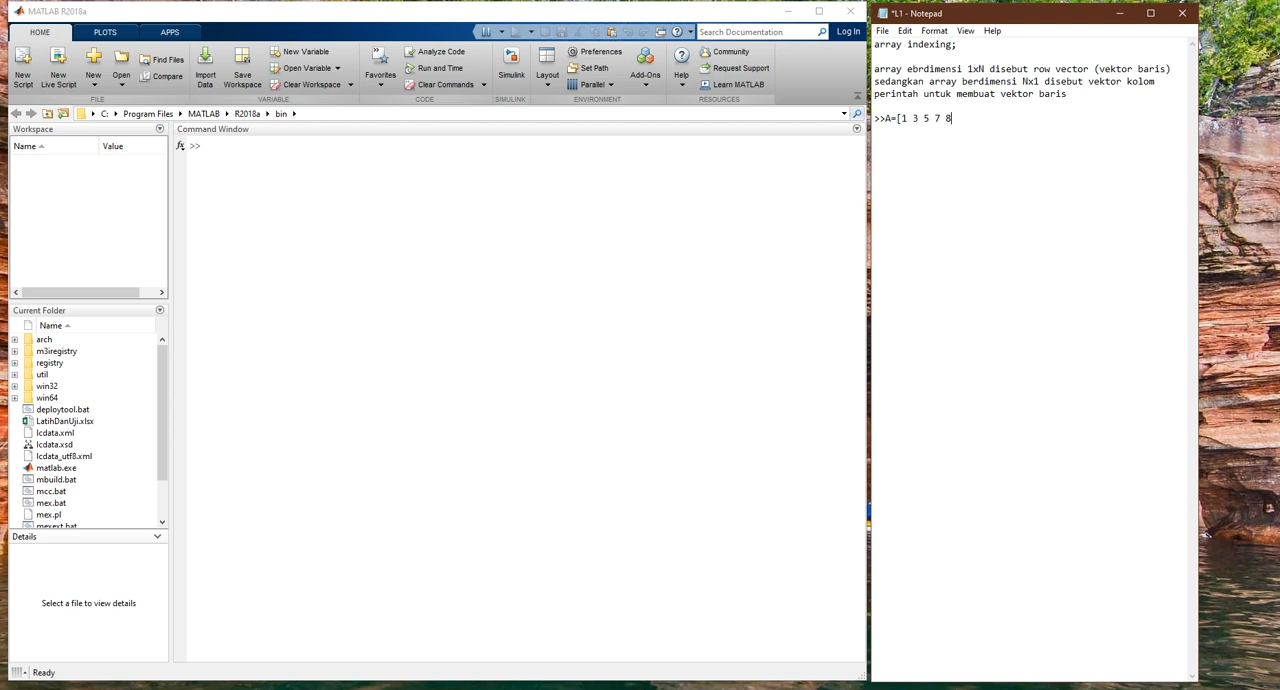 MATLAB R2018a
HOME PLOTS APPS
Search Documentation Log In
New Script
New Live Script
New
Open
Find Files
Compare
FILE
Import Data
Save Workspace
New Variable
Open Variable
Clear Workspace
VARIABLE
Favorites
Analyze Code
Run and Time
Clear Commands
CODE
Simulink
SIMULINK
Layout
Preferences
Set Path
Parallel
Add-Ons
ENVIRONMENT
Help
Community
Request Support
Learn MATLAB
RESOURCES
C: Program Files MATLAB R2018a bin
Workspace
Name Value
Current Folder
Name
arch
m3iregistry
registry
util
win32
win64
deploytool.bat
LatihDanUji.xlsx
lcdata.xml
lcdata.xsd
lcdata_utf8.xml
matlab.exe
mbuild.bat
mcc.bat
mex.bat
mex.pl
mexext.bat
Details
Select a file to view details
Ready
Command Window
fx >>
*L1 - Notepad
File Edit Format View Help
array indexing;
array ebrdimensi 1xN disebut row vector (vektor baris)
sedangkan array berdimensi Nx1 disebut vektor kolom
perintah untuk membuat vektor baris
>>A=[1 3 5 7 8